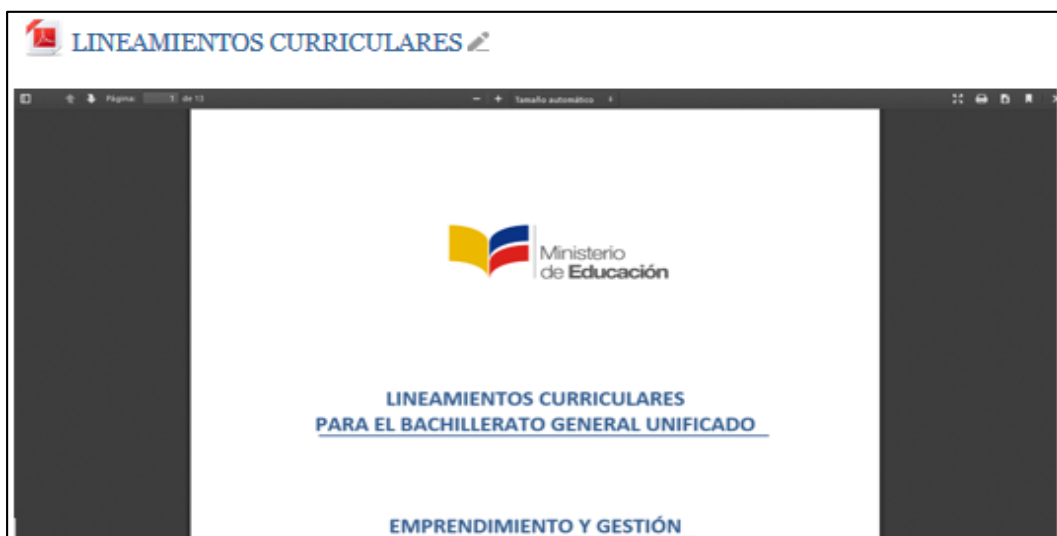 LINEAMIENTOS CURRICULARES
Página: 1 de 13
Tamaño automático
Ministerio
de Educación
LINEAMIENTOS CURRICULARES
PARA EL BACHILLERATO GENERAL UNIFICADO
EMPRENDIMIENTO Y GESTIÓN